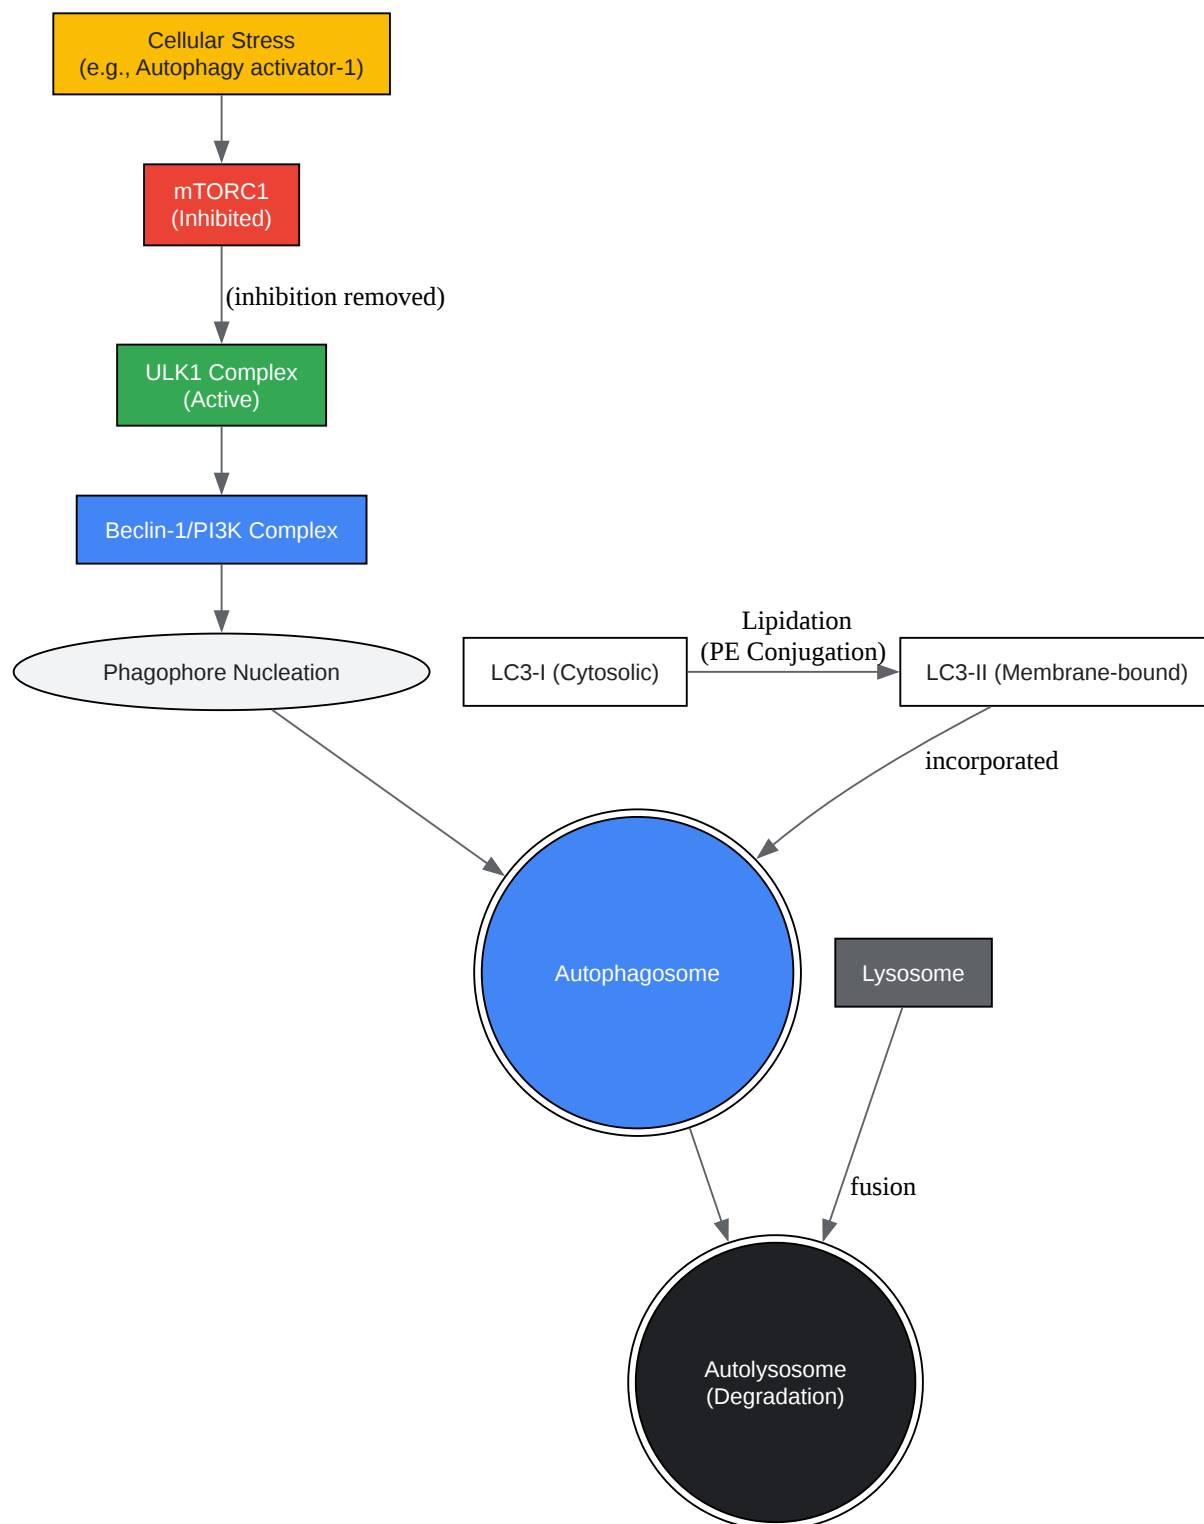 Cellular Stress
(e.g., Autophagy activator-1)
mTORC1
(Inhibited)
(inhibition removed)
ULK1 Complex
(Active)
Beclin-1/PI3K Complex
Phagophore Nucleation
LC3-I (Cytosolic)
Lipidation
(PE Conjugation)
LC3-II (Membrane-bound)
incorporated
Autophagosome
Lysosome
fusion
Autolysosome
(Degradation)